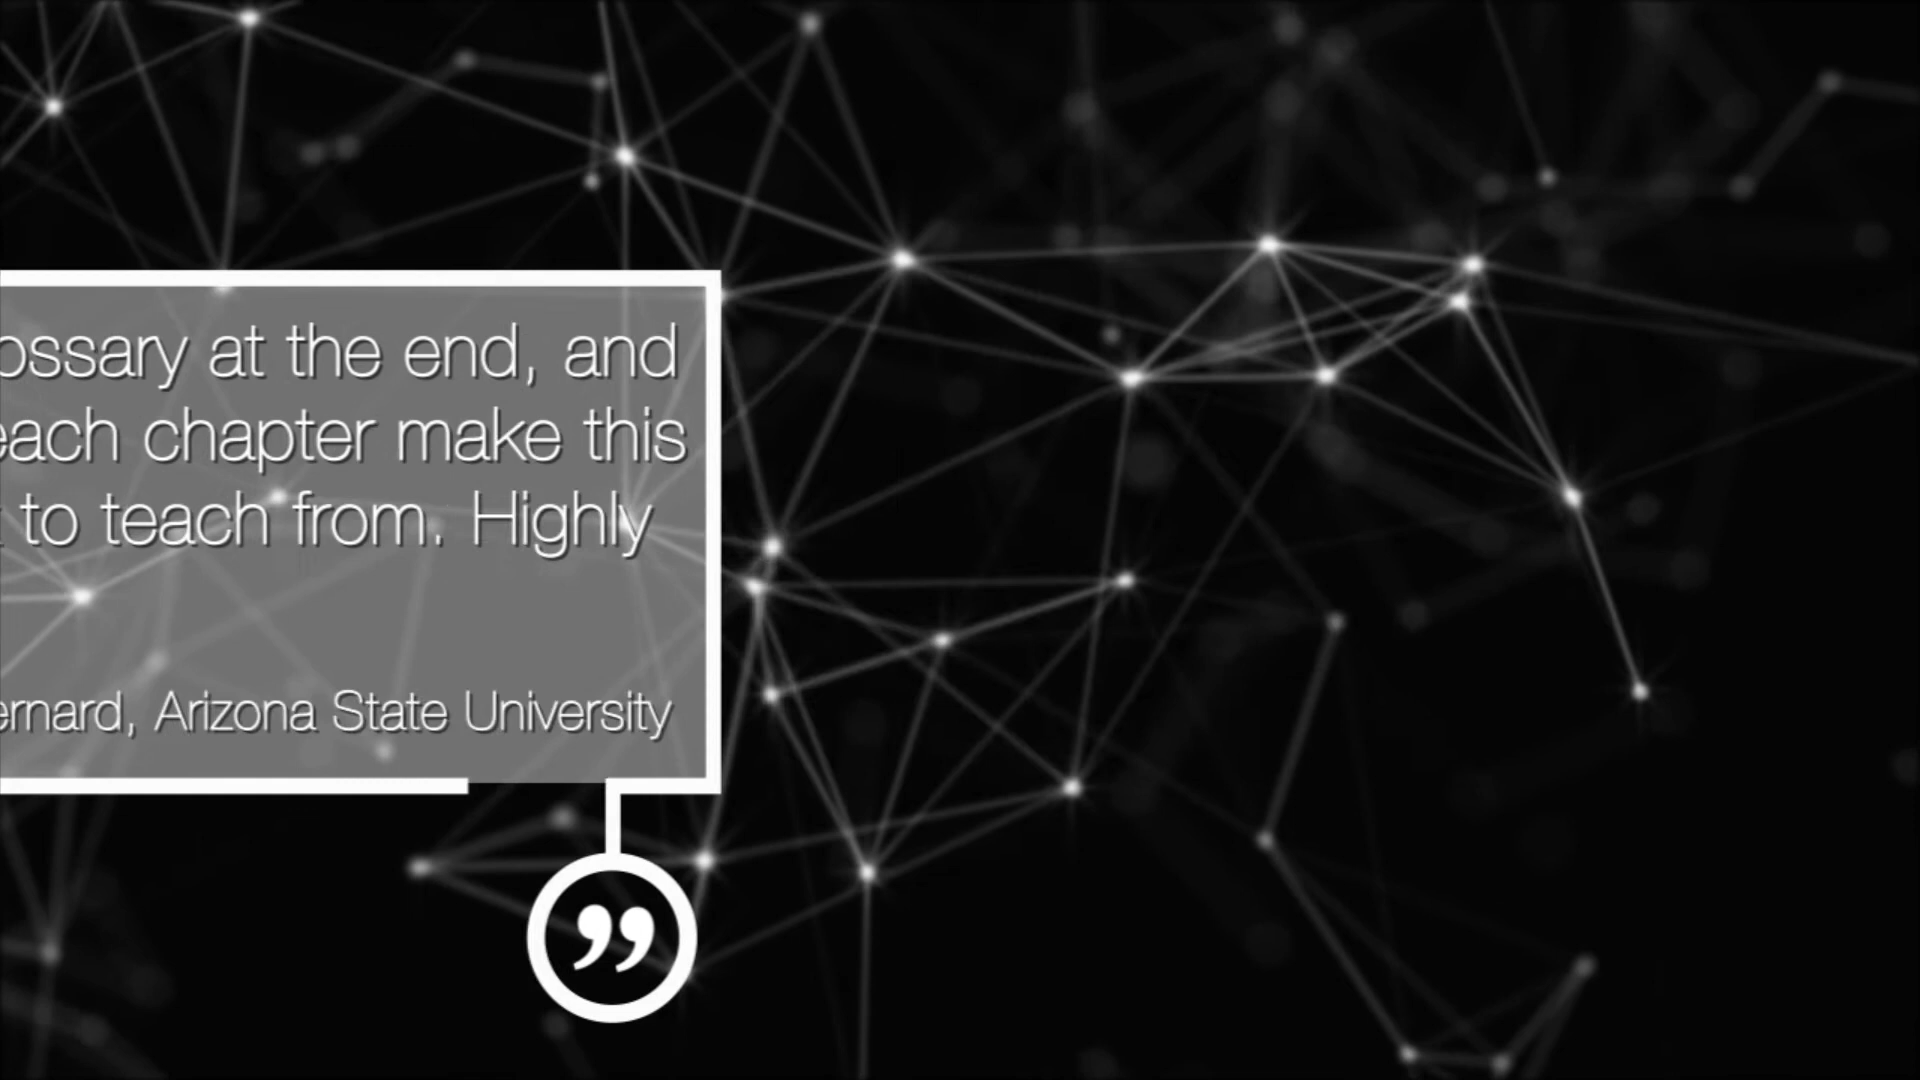 ossary at the end, and
each chapter make this
to teach from. Highly
ernard, Arizona State University
”